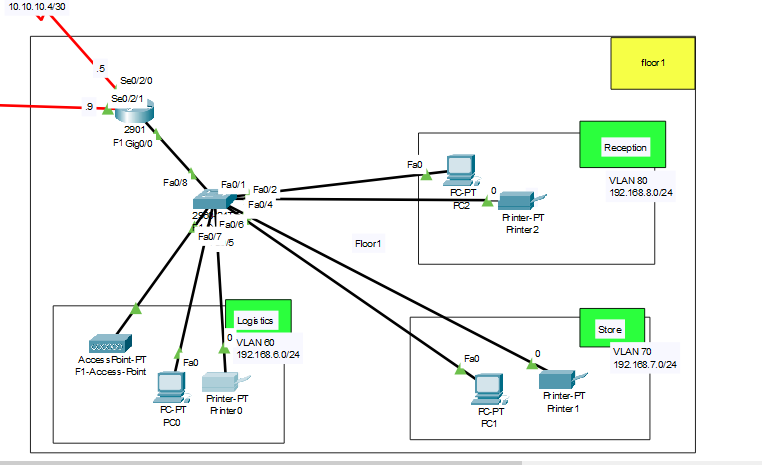 10.10.10.4/30
floor1
.5
Se0/2/0
Se0/2/1
.9
2901
F1 Gig0/0
Reception
VLAN 80
192.168.8.0/24
Fa0
PC-PT
PC2
0
Printer-PT
Printer2
Fa0/8
Fa0/1
Fa0/2
Fa0/4
Fa0/6
Fa0/7
/5
Floor1
Logistics
VLAN 60
192.168.6.0/24
AccessPoint-PT
F1-Access-Point
Fa0
PC-PT
PC0
0
Printer-PT
Printer0
Store
VLAN 70
192.168.7.0/24
Fa0
PC-PT
PC1
0
Printer-PT
Printer1